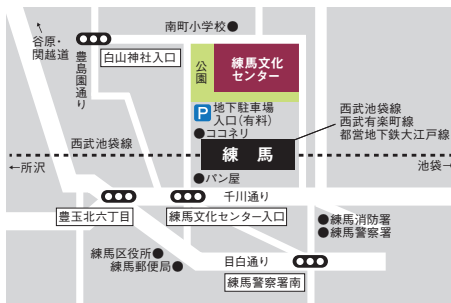 南町小学校●
谷原・
関越道
豊島園通り
白山神社入口
公園
練馬文化
センター
P 地下駐車場
入口(有料)
●ココネリ
西武池袋線
西武有楽町線
都営地下鉄大江戸線
西武池袋線
練馬
←所沢
池袋→
●パン屋
千川通り
豊玉北六丁目
練馬文化センター入口
●練馬消防署
●練馬警察署
練馬区役所●
練馬郵便局●
目白通り
練馬警察署南